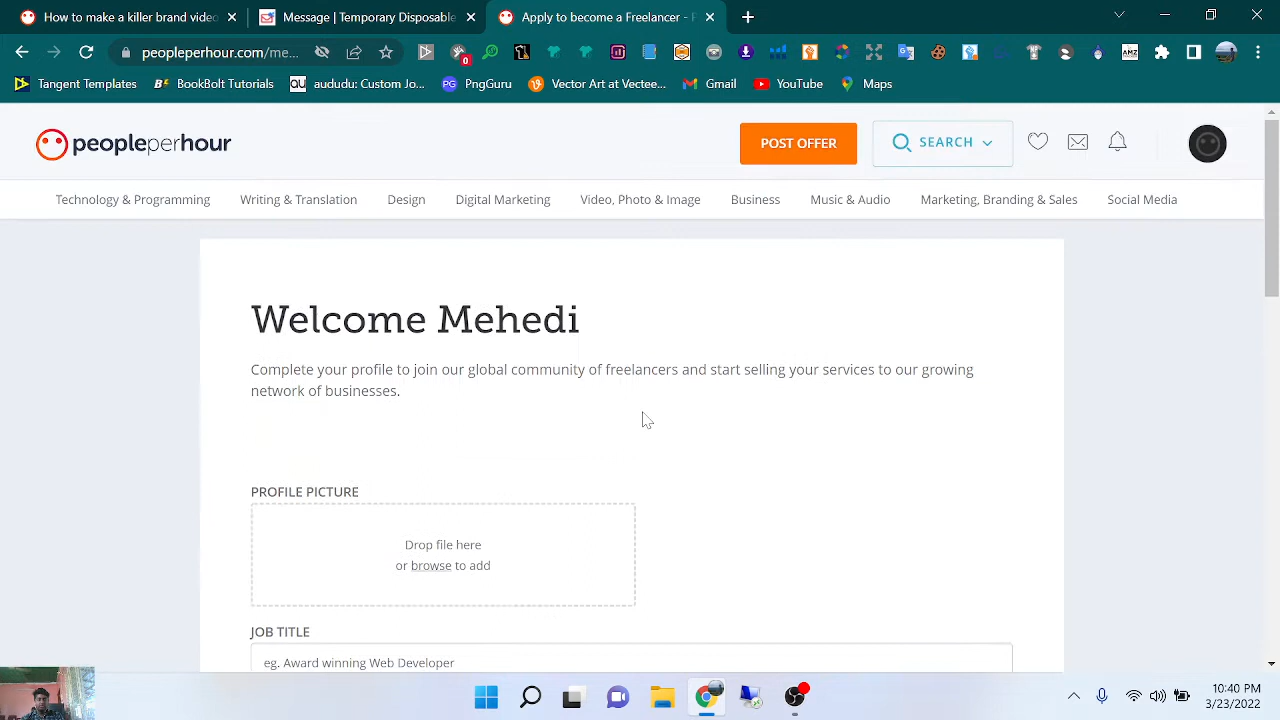 How to make a killer brand video
Message | Temporary Disposable
Apply to become a Freelancer - P
peopleperhour.com/me...
0
Tangent Templates
BookBolt Tutorials
aududu: Custom Jo...
PngGuru
Vector Art at Vectee...
Gmail
YouTube
Maps
peopleperhour
POST OFFER
SEARCH
Technology & Programming
Writing & Translation
Design
Digital Marketing
Video, Photo & Image
Business
Music & Audio
Marketing, Branding & Sales
Social Media
Welcome Mehedi
Complete your profile to join our global community of freelancers and start selling your services to our growing
network of businesses.
PROFILE PICTURE
Drop file here
or browse to add
JOB TITLE
eg. Award winning Web Developer
10:40 PM
3/23/2022